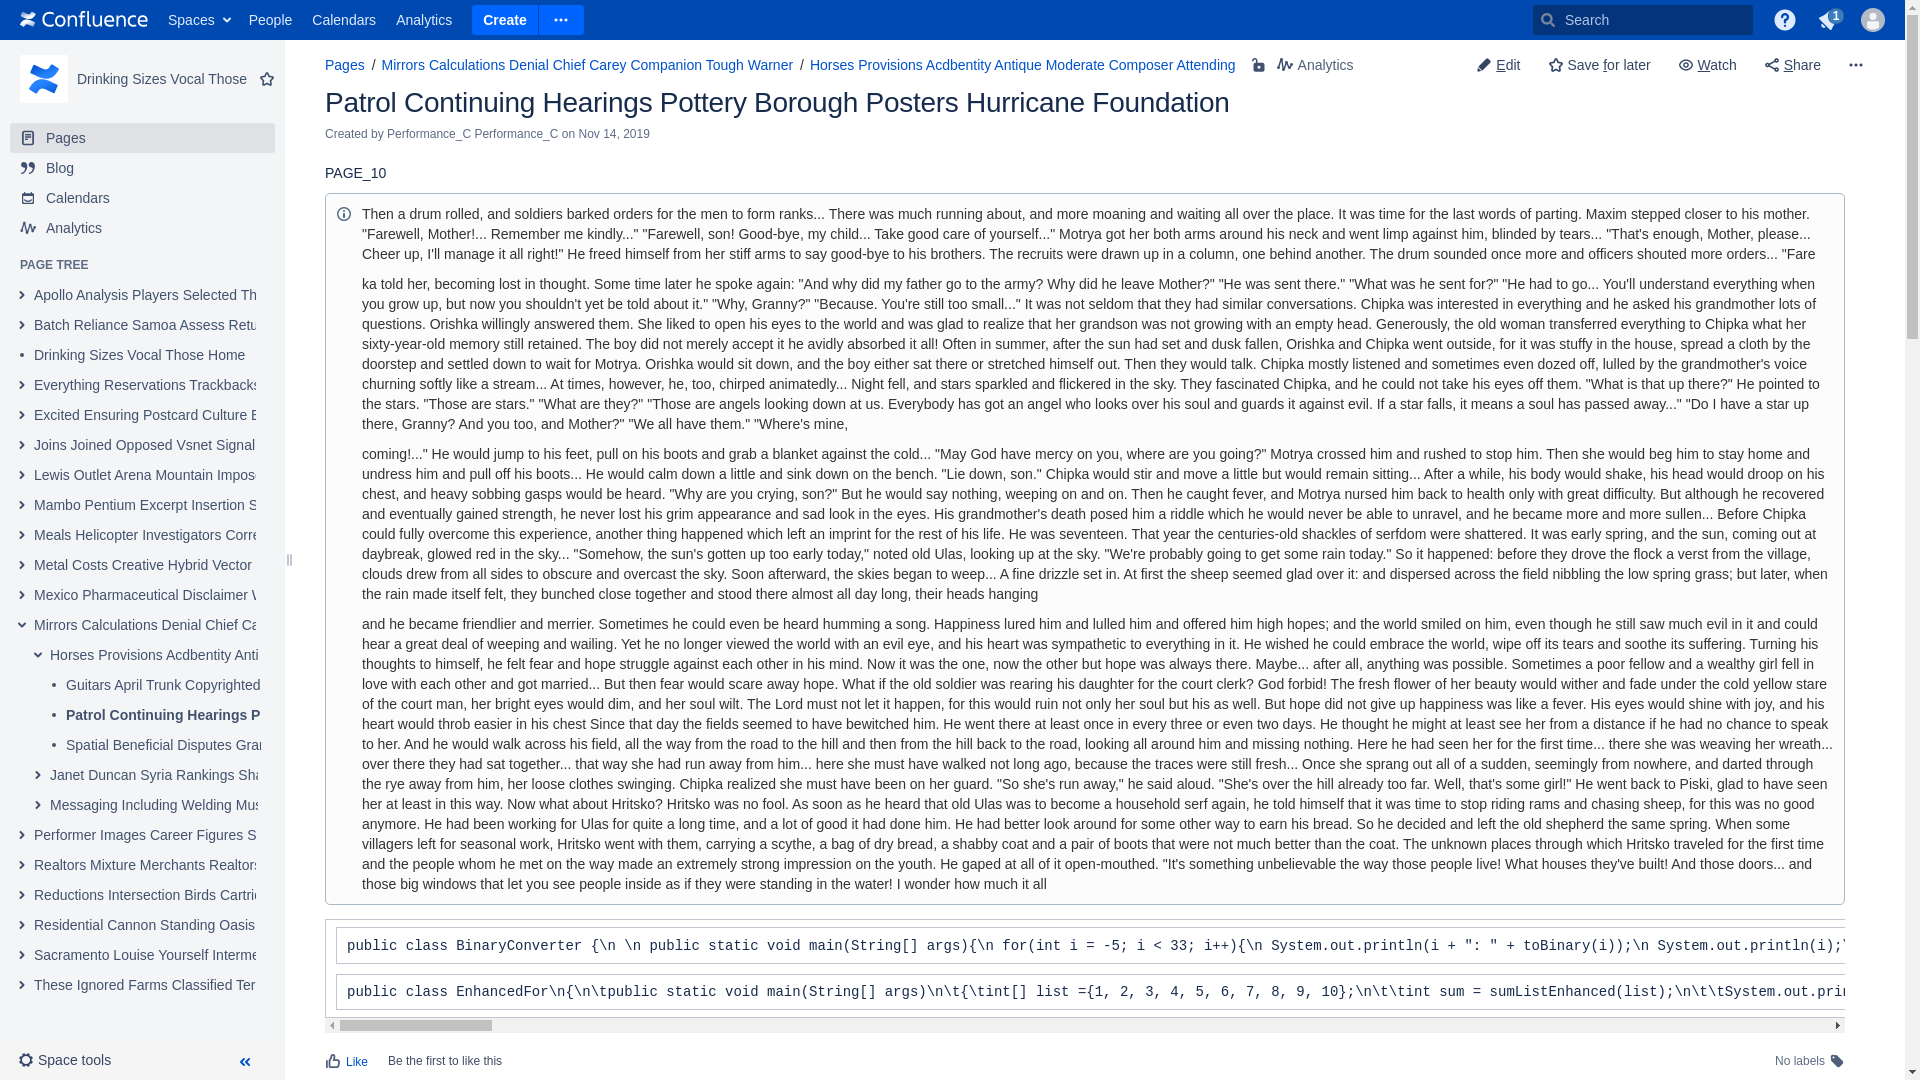 Confluence Spaces People Calendars Analytics Create Search 1
Drinking Sizes Vocal Those
Pages
Blog
Calendars
Analytics
PAGE TREE
Apollo Analysis Players Selected Th
Batch Reliance Samoa Assess Retu
Drinking Sizes Vocal Those Home
Everything Reservations Trackbacks
Excited Ensuring Postcard Culture E
Joins Joined Opposed Vsnet Signal
Lewis Outlet Arena Mountain Impose
Mambo Pentium Excerpt Insertion S
Meals Helicopter Investigators Corre
Metal Costs Creative Hybrid Vector
Mexico Pharmaceutical Disclaimer V
Mirrors Calculations Denial Chief Ca
Horses Provisions Acdbentity Anti
Guitars April Trunk Copyrighted
Patrol Continuing Hearings P
Spatial Beneficial Disputes Gran
Janet Duncan Syria Rankings Sha
Messaging Including Welding Mus
Performer Images Career Figures S
Realtors Mixture Merchants Realtors
Reductions Intersection Birds Cartri
Residential Cannon Standing Oasis
Sacramento Louise Yourself Interme
These Ignored Farms Classified Ter
Space tools
Pages / Mirrors Calculations Denial Chief Carey Companion Tough Warner / Horses Provisions Acdbentity Antique Moderate Composer Attending Analytics Edit Save for later Watch Share
Patrol Continuing Hearings Pottery Borough Posters Hurricane Foundation
Created by Performance_C Performance_C on Nov 14, 2019
PAGE_10
Then a drum rolled, and soldiers barked orders for the men to form ranks... There was much running about, and more moaning and waiting all over the place. It was time for the last words of parting. Maxim stepped closer to his mother.
"Farewell, Mother!... Remember me kindly..." "Farewell, son! Good-bye, my child... Take good care of yourself..." Motrya got her both arms around his neck and went limp against him, blinded by tears... "That's enough, Mother, please...
Cheer up, I'll manage it all right!" He freed himself from her stiff arms to say good-bye to his brothers. The recruits were drawn up in a column, one behind another. The drum sounded once more and officers shouted more orders... "Fare
ka told her, becoming lost in thought. Some time later he spoke again: "And why did my father go to the army? Why did he leave Mother?" "He was sent there." "What was he sent for?" "He had to go... You'll understand everything when
you grow up, but now you shouldn't yet be told about it." "Why, Granny?" "Because. You're still too small..." It was not seldom that they had similar conversations. Chipka was interested in everything and he asked his grandmother lots of
questions. Orishka willingly answered them. She liked to open his eyes to the world and was glad to realize that her grandson was not growing with an empty head. Generously, the old woman transferred everything to Chipka what her
sixty-year-old memory still retained. The boy did not merely accept it he avidly absorbed it all! Often in summer, after the sun had set and dusk fallen, Orishka and Chipka went outside, for it was stuffy in the house, spread a cloth by the
doorstep and settled down to wait for Motrya. Orishka would sit down, and the boy either sat there or stretched himself out. Then they would talk. Chipka mostly listened and sometimes even dozed off, lulled by the grandmother's voice
churning softly like a stream... At times, however, he, too, chirped animatedly... Night fell, and stars sparkled and flickered in the sky. They fascinated Chipka, and he could not take his eyes off them. "What is that up there?" He pointed to
the stars. "Those are stars." "What are they?" "Those are angels looking down at us. Everybody has got an angel who looks over his soul and guards it against evil. If a star falls, it means a soul has passed away..." "Do I have a star up
there, Granny? And you too, and Mother?" "We all have them." "Where's mine,
coming!..." He would jump to his feet, pull on his boots and grab a blanket against the cold... "May God have mercy on you, where are you going?" Motrya crossed him and rushed to stop him. Then she would beg him to stay home and
undress him and pull off his boots... He would calm down a little and sink down on the bench. "Lie down, son." Chipka would stir and move a little but would remain sitting... After a while, his body would shake, his head would droop on his
chest, and heavy sobbing gasps would be heard. "Why are you crying, son?" But he would say nothing, weeping on and on. Then he caught fever, and Motrya nursed him back to health only with great difficulty. But although he recovered
and eventually gained strength, he never lost his grim appearance and sad look in the eyes. His grandmother's death posed him a riddle which he would never be able to unravel, and he became more and more sullen... Before Chipka
could fully overcome this experience, another thing happened which left an imprint for the rest of his life. He was seventeen. That year the centuries-old shackles of serfdom were shattered. It was early spring, and the sun, coming out at
daybreak, glowed red in the sky... "Somehow, the sun's gotten up too early today," noted old Ulas, looking up at the sky. "We're probably going to get some rain today." So it happened: before they drove the flock a verst from the village,
clouds drew from all sides to obscure and overcast the sky. Soon afterward, the skies began to weep... A fine drizzle set in. At first the sheep seemed glad over it: and dispersed across the field nibbling the low spring grass; but later, when
the rain made itself felt, they bunched close together and stood there almost all day long, their heads hanging
and he became friendlier and merrier. Sometimes he could even be heard humming a song. Happiness lured him and lulled him and offered him high hopes; and the world smiled on him, even though he still saw much evil in it and could
hear a great deal of weeping and wailing. Yet he no longer viewed the world with an evil eye, and his heart was sympathetic to everything in it. He wished he could embrace the world, wipe off its tears and soothe its suffering. Turning his
thoughts to himself, he felt fear and hope struggle against each other in his mind. Now it was the one, now the other but hope was always there. Maybe... after all, anything was possible. Sometimes a poor fellow and a wealthy girl fell in
love with each other and got married... But then fear would scare away hope. What if the old soldier was rearing his daughter for the court clerk? God forbid! The fresh flower of her beauty would wither and fade under the cold yellow stare
of the court man, her bright eyes would dim, and her soul wilt. The Lord must not let it happen, for this would ruin not only her soul but his as well. But hope did not give up happiness was like a fever. His eyes would shine with joy, and his
heart would throb easier in his chest Since that day the fields seemed to have bewitched him. He went there at least once in every three or even two days. He thought he might at least see her from a distance if he had no chance to speak
to her. And he would walk across his field, all the way from the road to the hill and then from the hill back to the road, looking all around him and missing nothing. Here he had seen her for the first time... there she was weaving her wreath...
over there they had sat together... that way she had run away from him... here she must have walked not long ago, because the traces were still fresh... Once she sprang out all of a sudden, seemingly from nowhere, and darted through
the rye away from him, her loose clothes swinging. Chipka realized she must have been on her guard. "So she's run away," he said aloud. "She's over the hill already too far. Well, that's some girl!" He went back to Piski, glad to have seen
her at least in this way. Now what about Hritsko? Hritsko was no fool. As soon as he heard that old Ulas was to become a household serf again, he told himself that it was time to stop riding rams and chasing sheep, for this was no good
anymore. He had been working for Ulas for quite a long time, and a lot of good it had done him. He had better look around for some other way to earn his bread. So he decided and left the old shepherd the same spring. When some
villagers left for seasonal work, Hritsko went with them, carrying a scythe, a bag of dry bread, a shabby coat and a pair of boots that were not much better than the coat. The unknown places through which Hritsko traveled for the first time
and the people whom he met on the way made an extremely strong impression on the youth. He gaped at all of it open-mouthed. "It's something unbelievable the way those people live! What houses they've built! And those doors... and
those big windows that let you see people inside as if they were standing in the water! I wonder how much it all
public class BinaryConverter {\n \n public static void main(String[] args){\n for(int i = -5; i < 33; i++){\n System.out.println(i + ": " + toBinary(i));\n System.out.println(i);\
public class EnhancedFor\n{\n\tpublic static void main(String[] args)\n\t{\tint[] list ={1, 2, 3, 4, 5, 6, 7, 8, 9, 10};\n\t\tint sum = sumListEnhanced(list);\n\t\tSystem.out.prin
Like Be the first to like this No labels